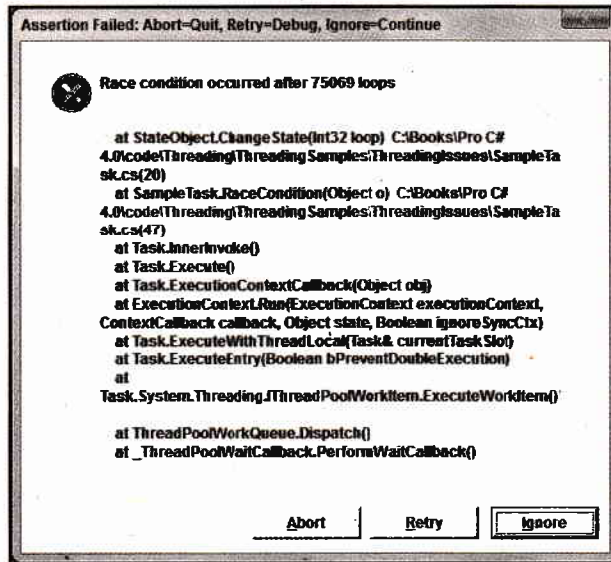 Assertion Failed: Abort=Quit, Retry=Debug, Ignore=Continue
Race condition occurred after 75069 loops
at StateObject.ChangeState(Int32 loop) C:\Books\Pro C#
4.0\code\Threading\ThreadingSamples\ThreadingIssues\SampleTa
sk.cs(20)
at SampleTask.RaceCondition(Object o) C:\Books\Pro C#
4.0\code\Threading\ThreadingSamples\ThreadingIssues\SampleTa
sk.cs(47)
at Task.InnerInvoke()
at Task.Execute()
at Task.ExecutionContextCallback(Object obj)
at ExecutionContext.Run(ExecutionContext executionContext,
ContextCallback callback, Object state, Boolean ignoreSyncCtx)
at Task.ExecuteWithThreadLocal(Task& currentTaskSlot)
at Task.ExecuteEntry(Boolean bPreventDoubleExecution)
at
Task.System.Threading.IThreadPoolWorkItem.ExecuteWorkItem()
at ThreadPoolWorkQueue.Dispatch()
at _ThreadPoolWaitCallback.PerformWaitCallback()
Abort Retry Ignore